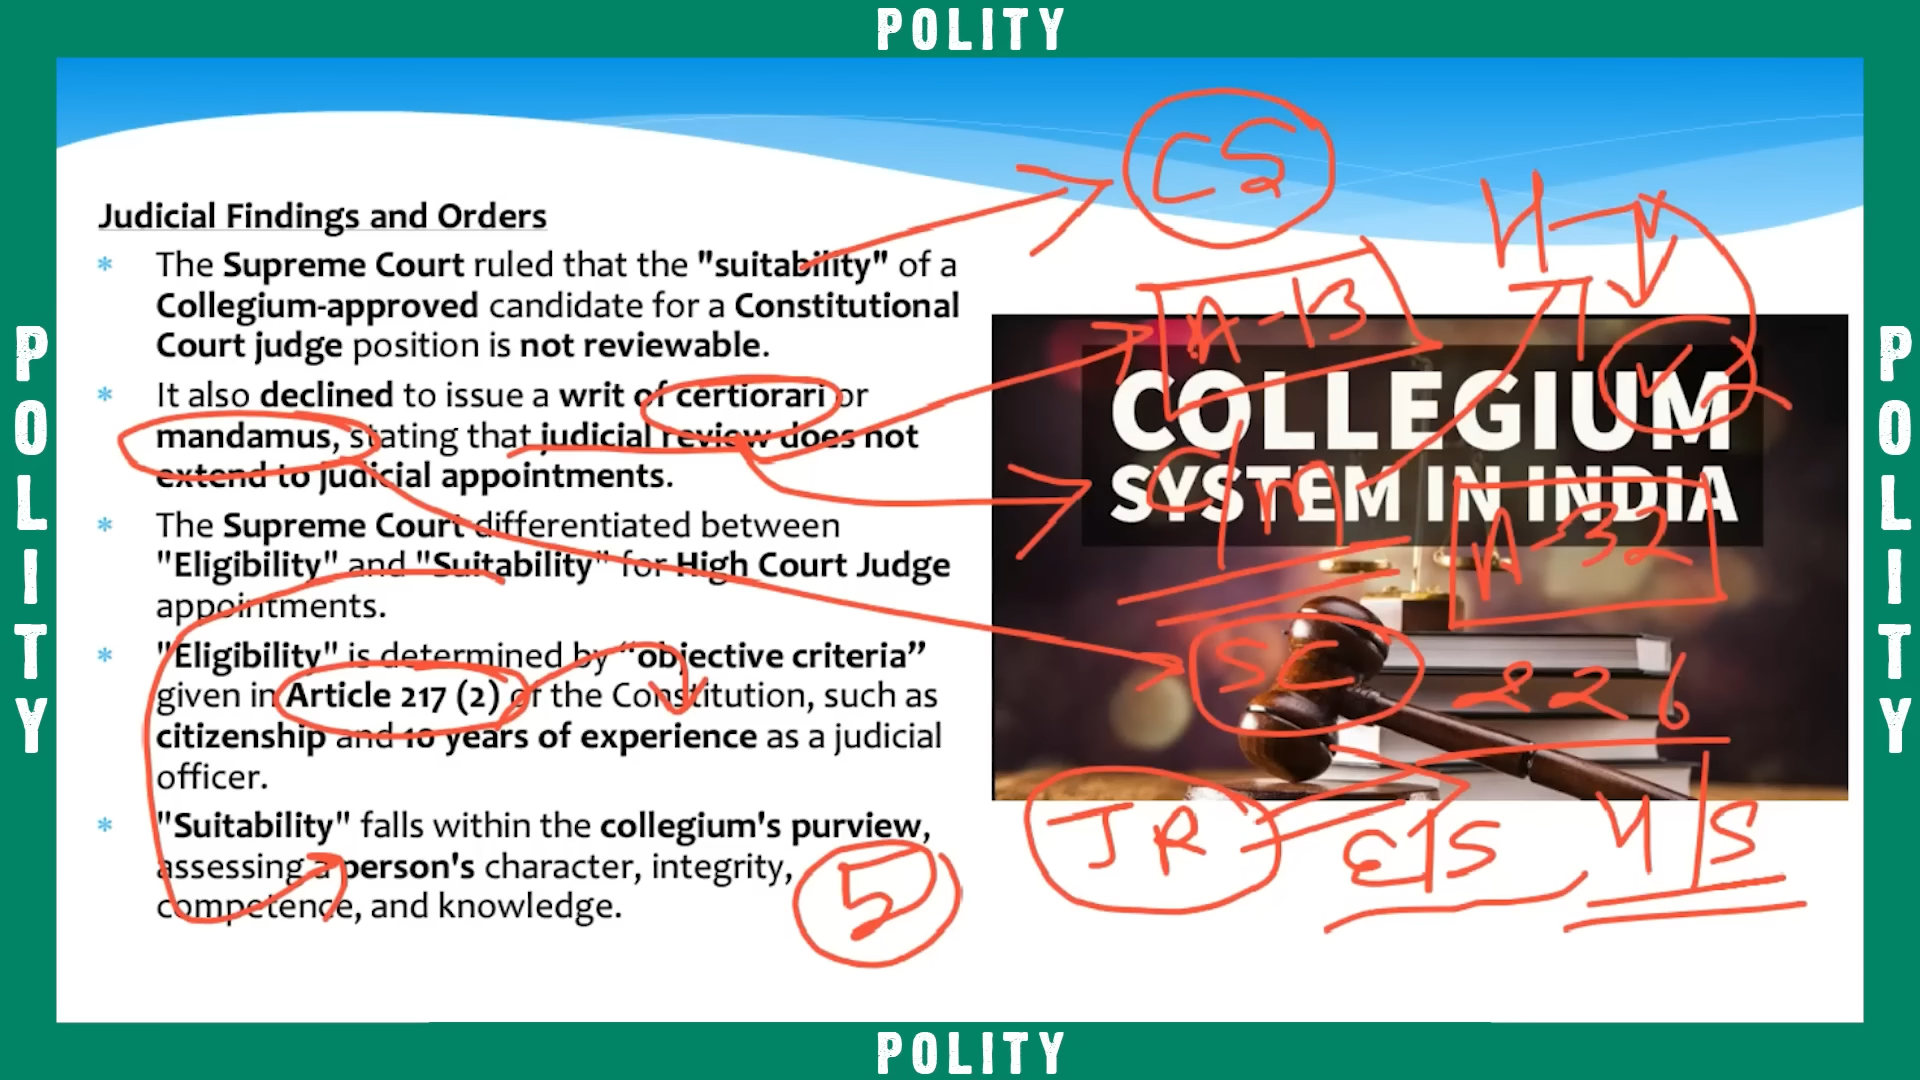 POLITY
Judicial Findings and Orders
* The Supreme Court ruled that the "suitability" of a
Collegium-approved candidate for a Constitutional
Court judge position is not reviewable.
* It also declined to issue a writ of certiorari or
mandamus, stating that judicial review does not
extend to judicial appointments.
* The Supreme Court differentiated between
"Eligibility" and "Suitability" for High Court Judge
appointments.
* "Eligibility" is determined by “objective criteria”
given in Article 217 (2) of the Constitution, such as
citizenship and 10 years of experience as a judicial
officer.
* "Suitability" falls within the collegium's purview,
assessing a person's character, integrity,
competence, and knowledge.
5
A-13
COLLEGIUM
SYSTEM IN INDIA
C/m
A-32
SC
226
JR
E/S
POLITY
POLITY
POLITY